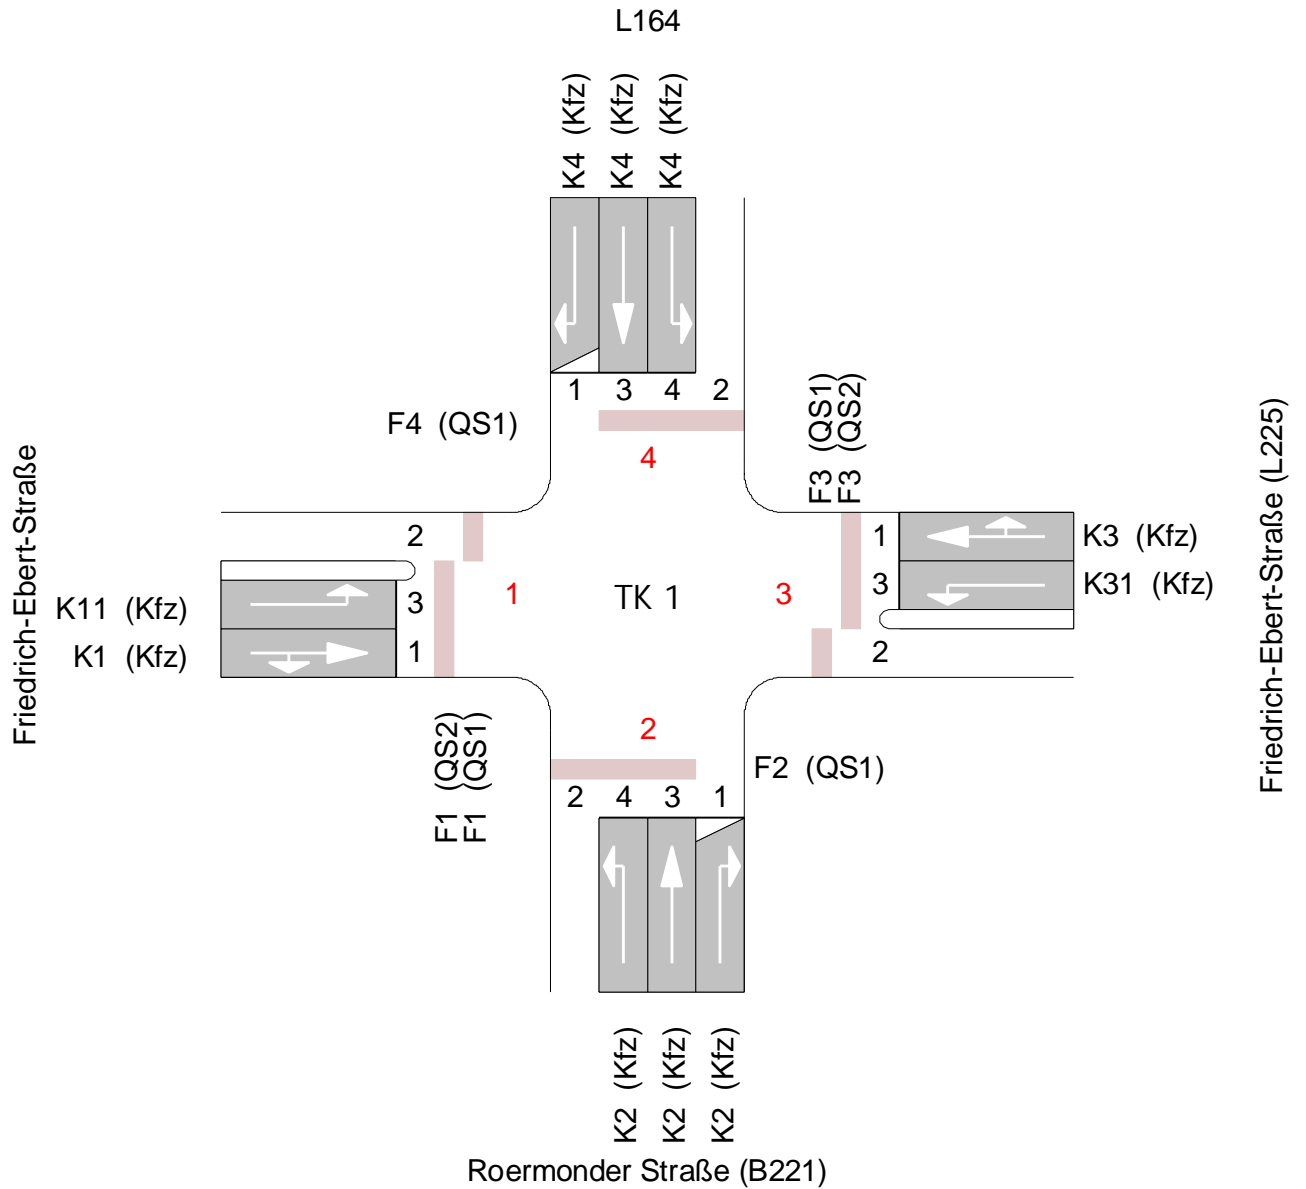 L164
K4 (Kfz)
K4 (Kfz)
K4 (Kfz)
1 3 4 2
F4 (QS1)
4
F3 (QS1)
F3 (QS2)
Friedrich-Ebert-Straße
Friedrich-Ebert-Straße (L225)
2
1
K3 (Kfz)
K11 (Kfz)
3
1
TK 1
3
3
K31 (Kfz)
K1 (Kfz)
1
2
F1 (QS2)
F1 (QS1)
2
F2 (QS1)
2 4 3 1
K2 (Kfz)
K2 (Kfz)
K2 (Kfz)
Roermonder Straße (B221)